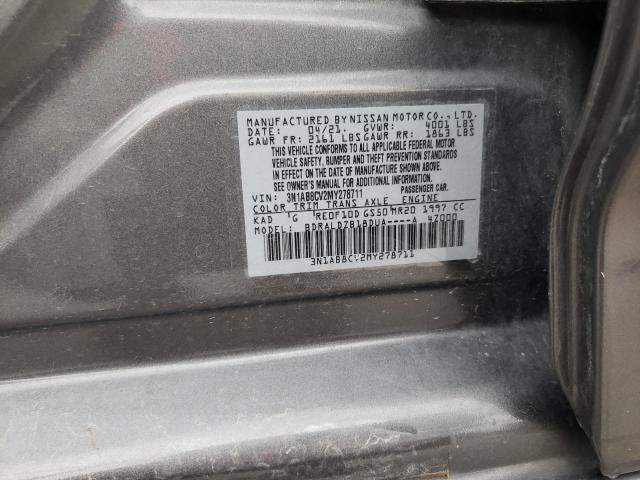 MANUFACTURED BY NISSAN MOTOR CO., LTD.
DATE: 04/21. GVWR: 4001 LBS
GAWR FR: 2161 LBS GAWR RR: 1863 LBS
THIS VEHICLE CONFORMS TO ALL APPLICABLE FEDERAL MOTOR
VEHICLE SAFETY, BUMPER AND THEFT PREVENTION STANDARDS
IN EFFECT ON THE DATE OF MANUFACTURE SHOWN ABOVE.
SEE OWNER'S MANUAL FOR ADDITIONAL INFORMATION.
VIN: 3N1AB8CV2MY278711 PASSENGER CAR.
COLOR TRIM TRANS AXLE ENGINE
KAD G RE0F10D GS50 MR20 1997 CC
MODEL: BDRALDZB18DUA----A 47000
3N1AB8CV2MY278711